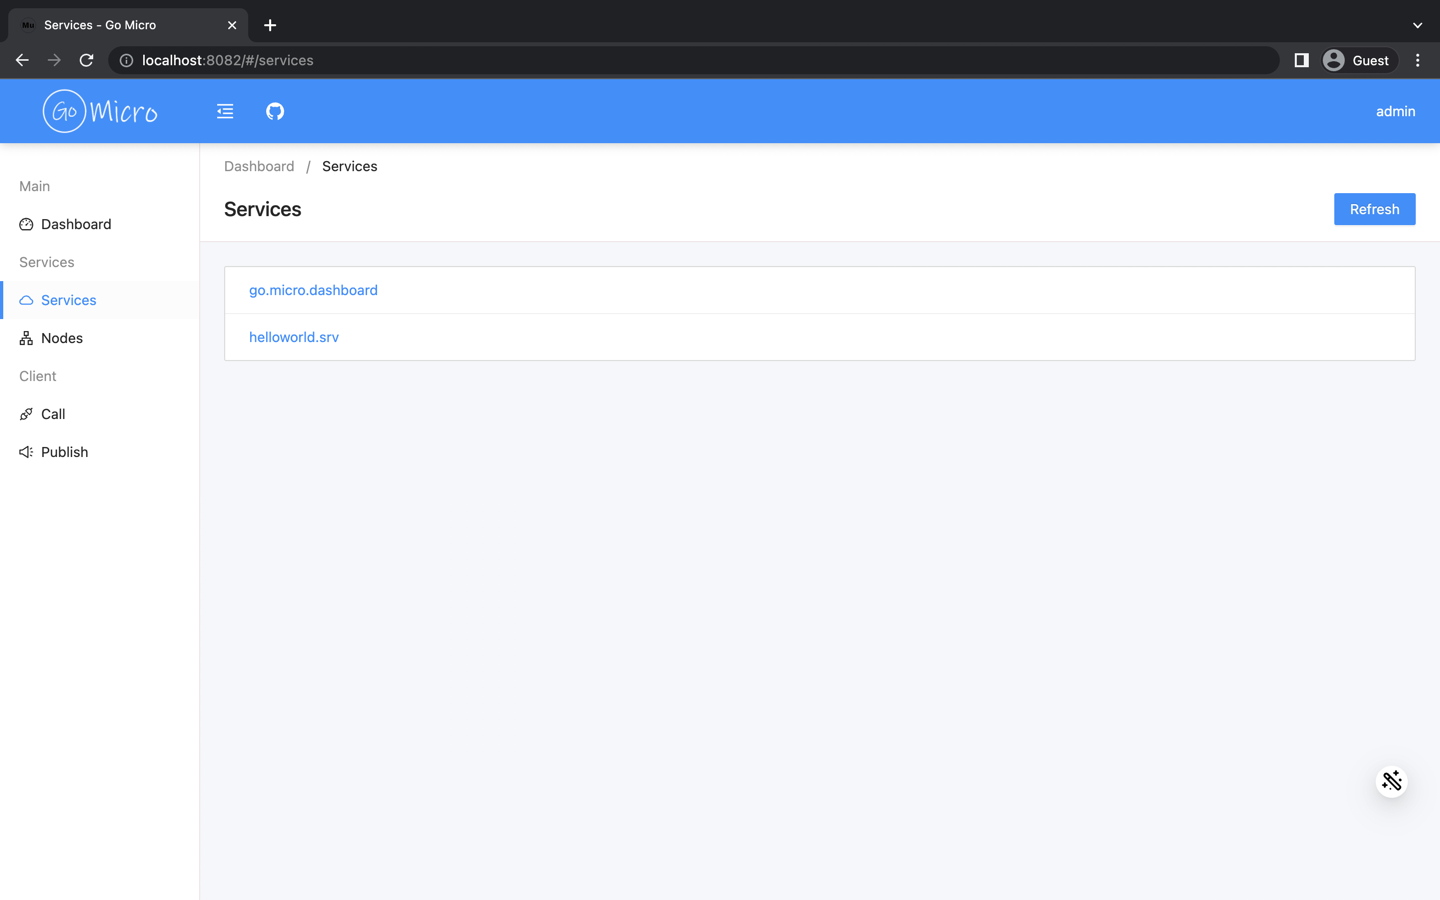 Mu Services - Go Micro
localhost:8082/#/services
Guest
Go Micro
admin
Main
Dashboard
Services
Services
Nodes
Client
Call
Publish
Dashboard / Services
Services
Refresh
go.micro.dashboard
helloworld.srv